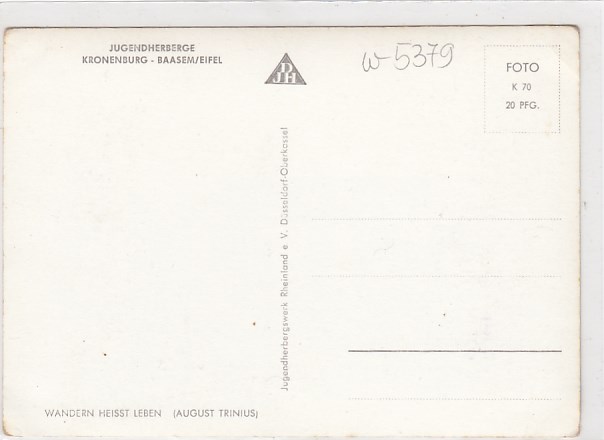 JUGENDHERBERGE
KRONENBURG - BAASEM/EIFEL
DJH
w-5379
FOTO
K 70
20 PFG.
Jugendherbergswerk Rheinland e V. Düsseldorf-Oberkassel
WANDERN HEISST LEBEN (AUGUST TRINIUS)